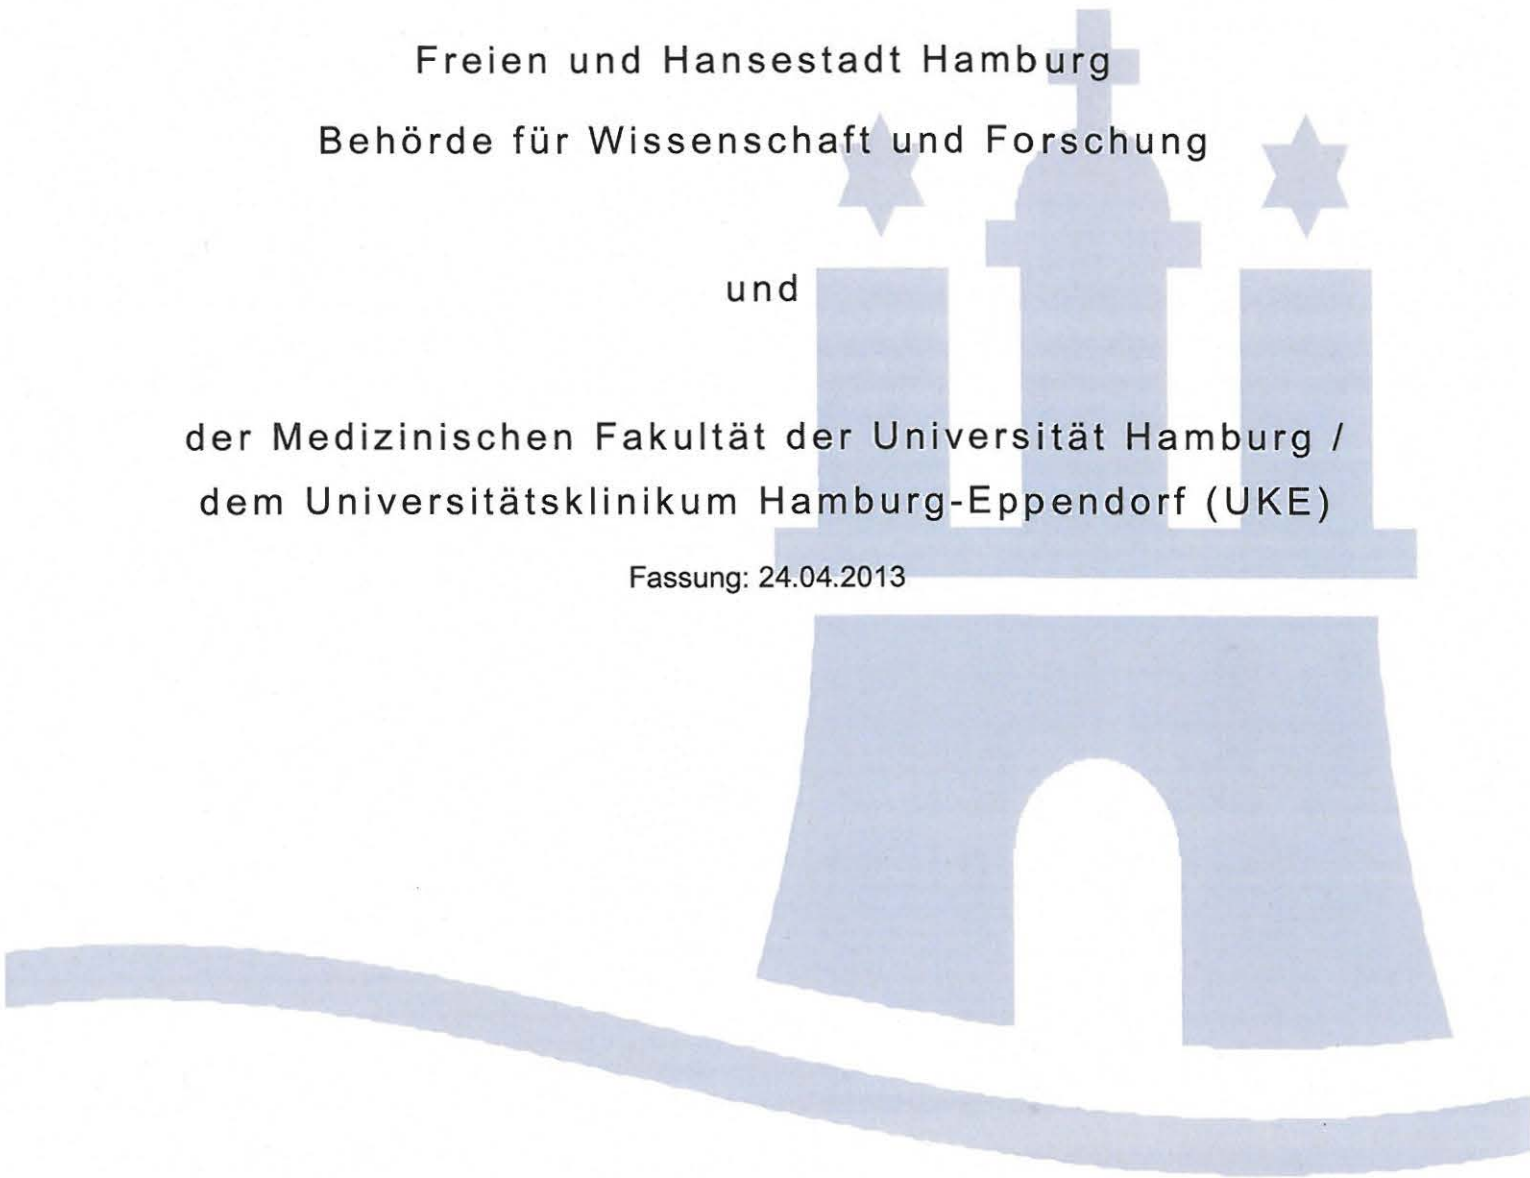 Freien und Hansestadt Hamburg
Behörde für Wissenschaft und Forschung
und
der Medizinischen Fakultät der Universität Hamburg /
dem Universitätsklinikum Hamburg-Eppendorf (UKE)
Fassung: 24.04.2013